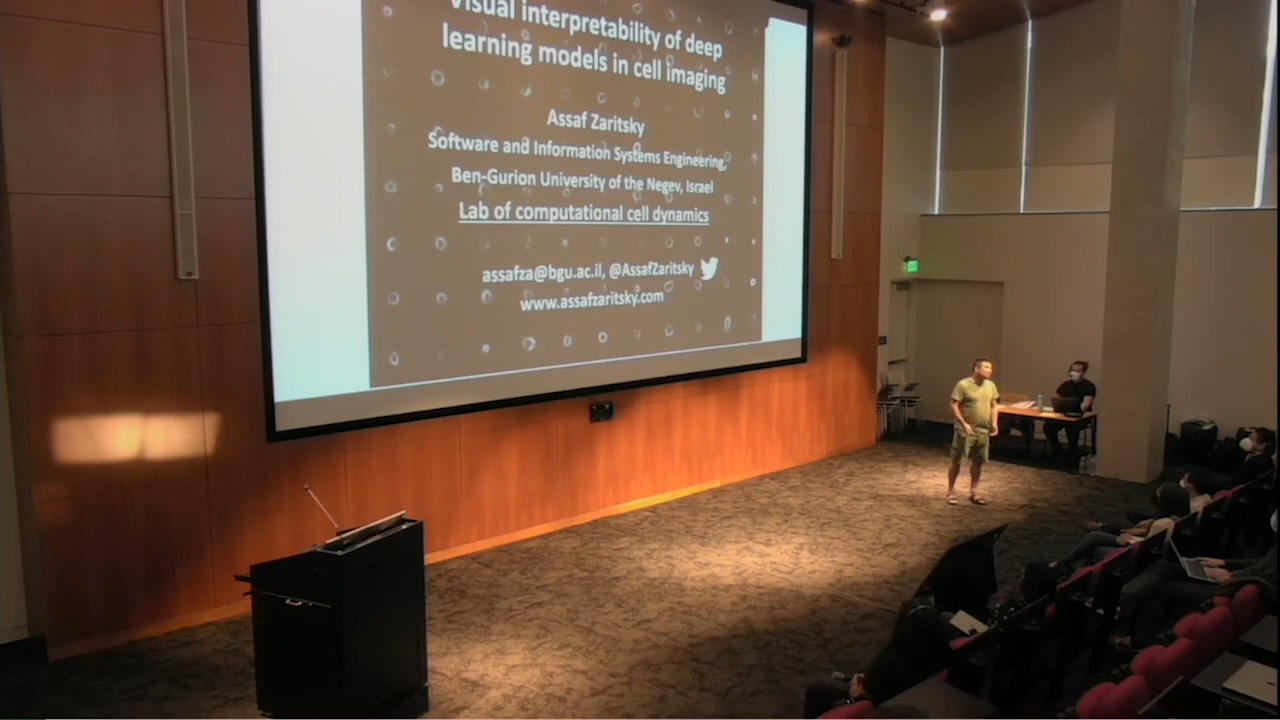 Visual interpretability of deep
learning models in cell imaging
Assaf Zaritsky
Software and Information Systems Engineering,
Ben-Gurion University of the Negev, Israel
Lab of computational cell dynamics
assafza@bgu.ac.il, @AssafZaritsky
www.assafzaritsky.com